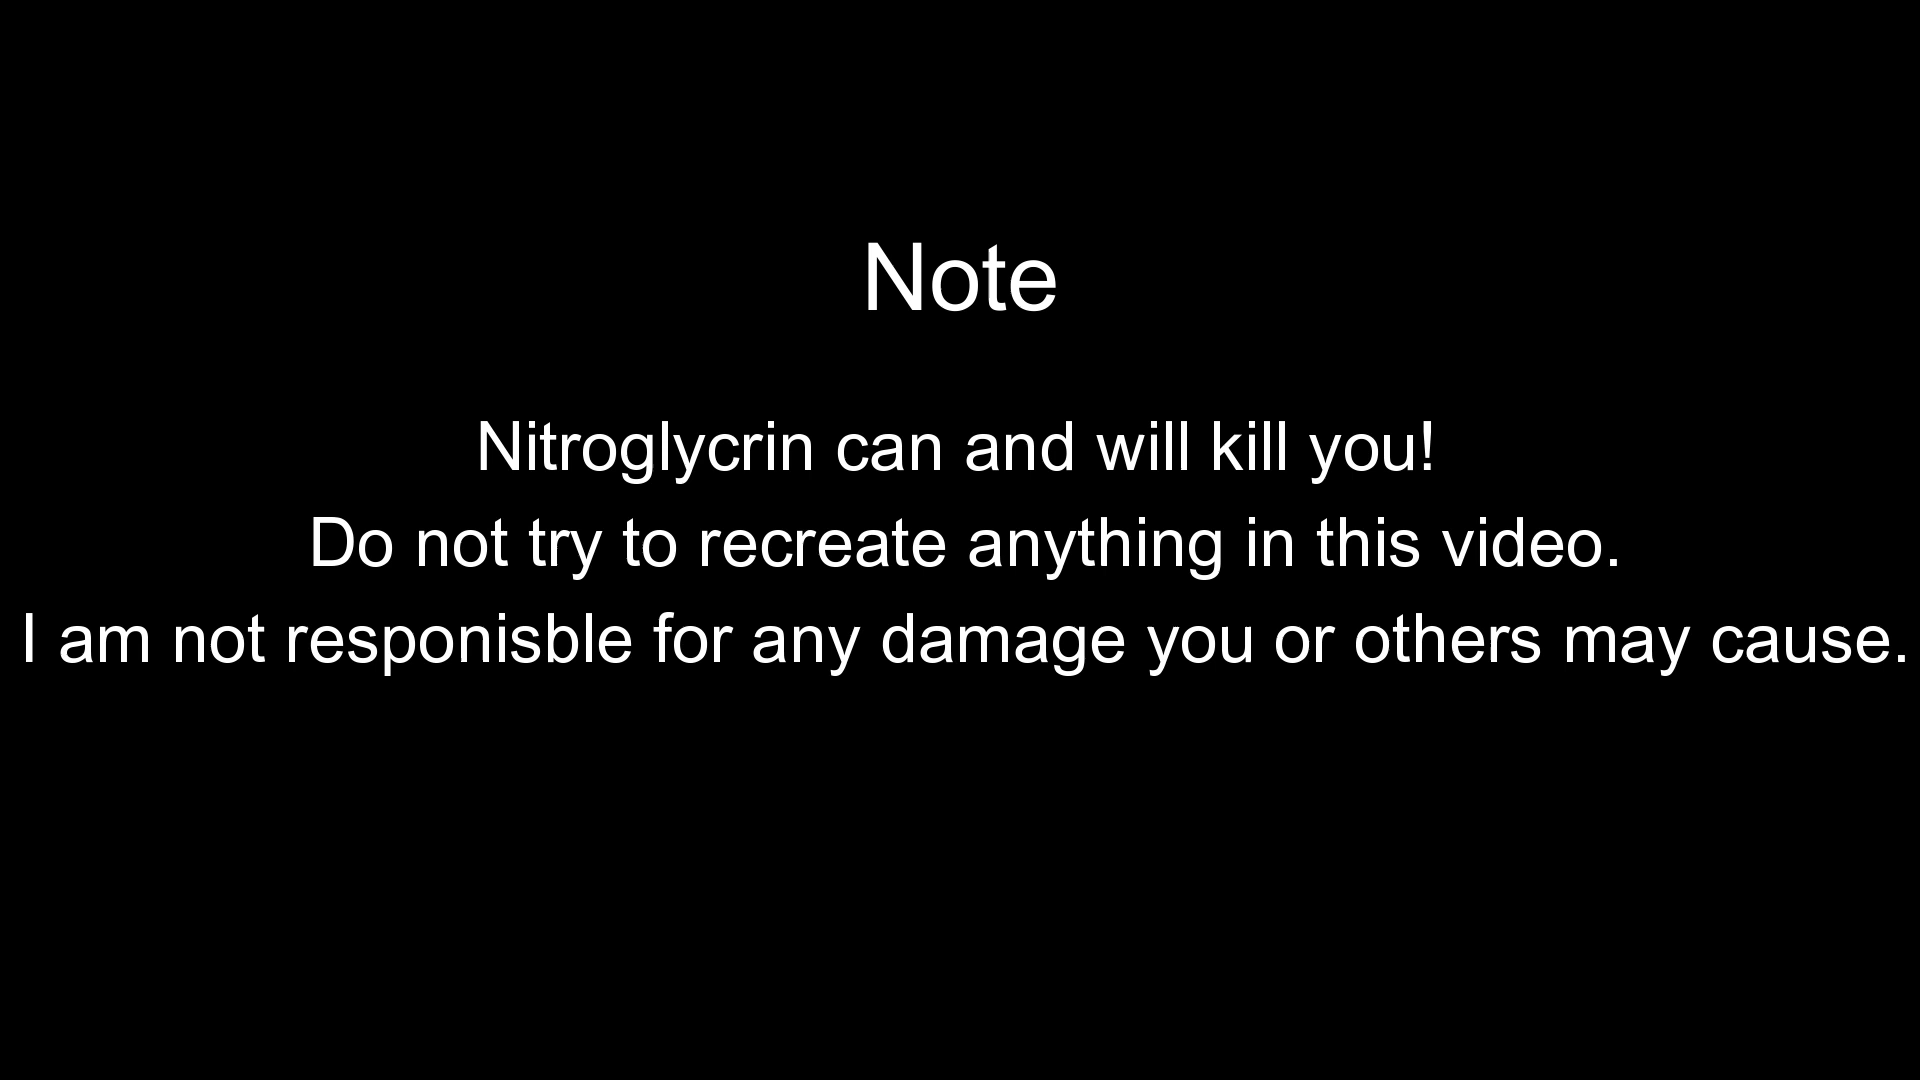 Note
Nitroglycrin can and will kill you!
Do not try to recreate anything in this video.
I am not responisble for any damage you or others may cause.